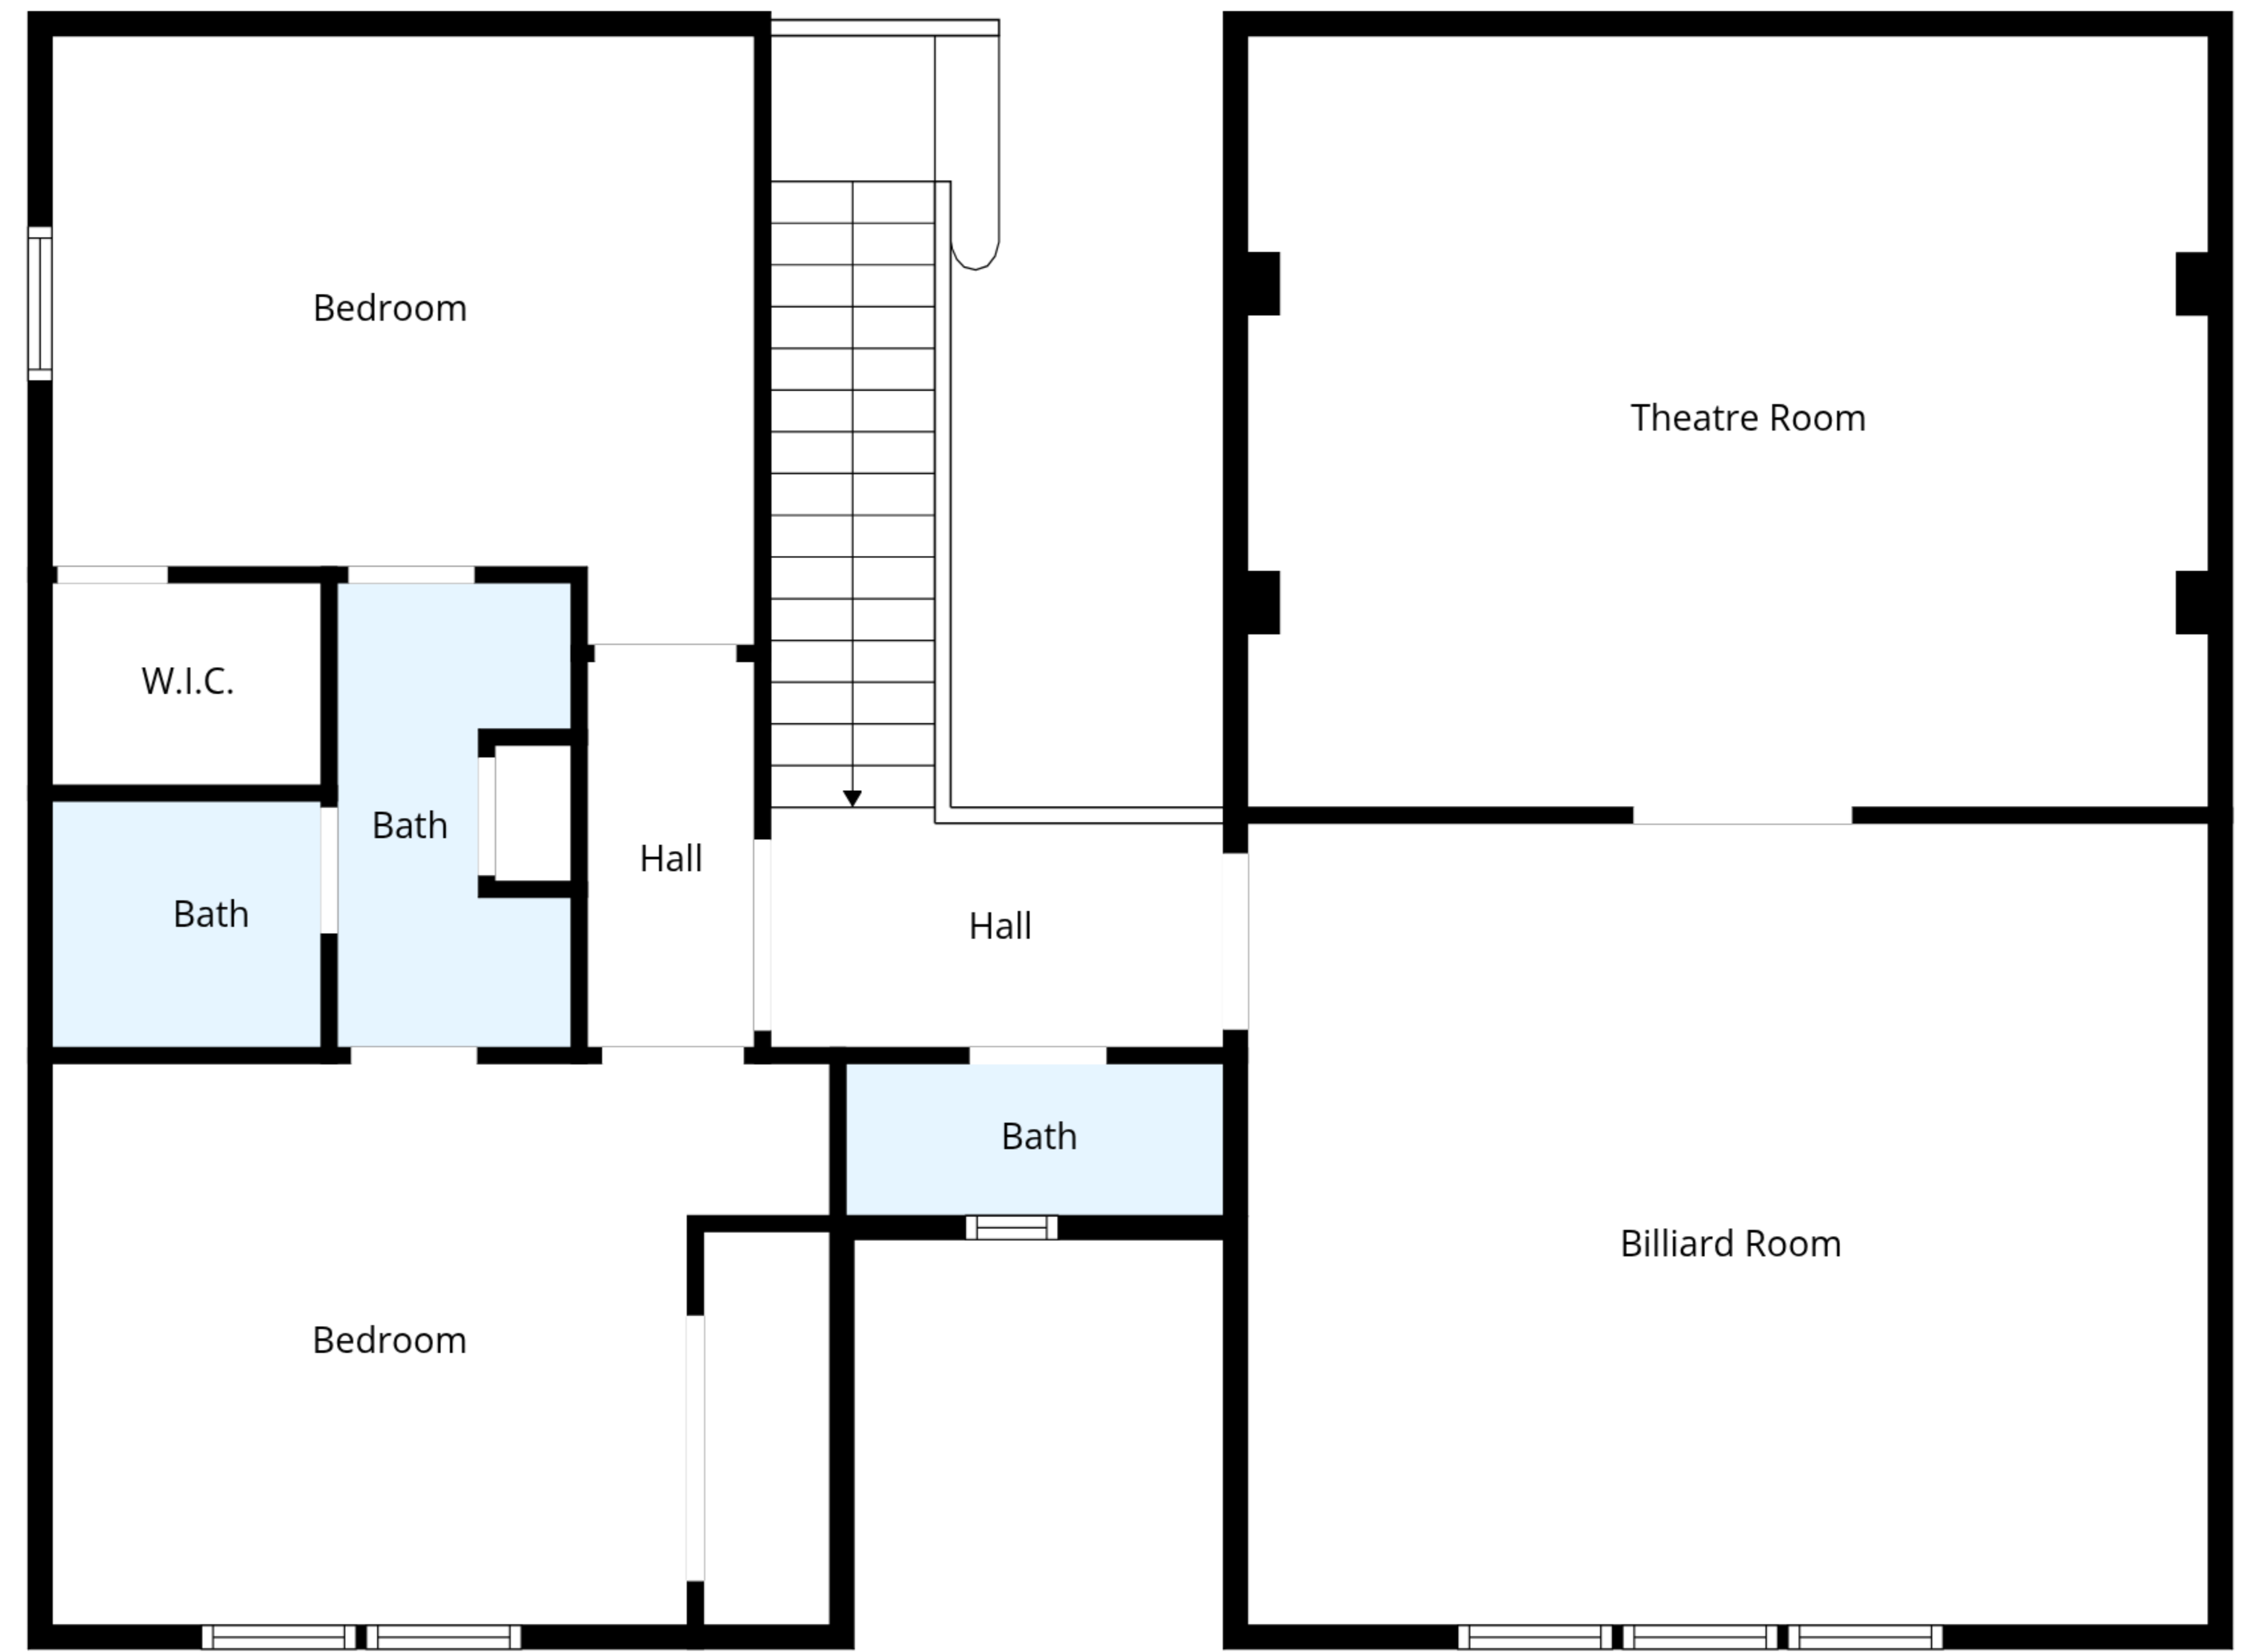 Bedroom
Theatre Room
W.I.C.
Bath
Hall
Bath
Hall
Bath
Billiard Room
Bedroom